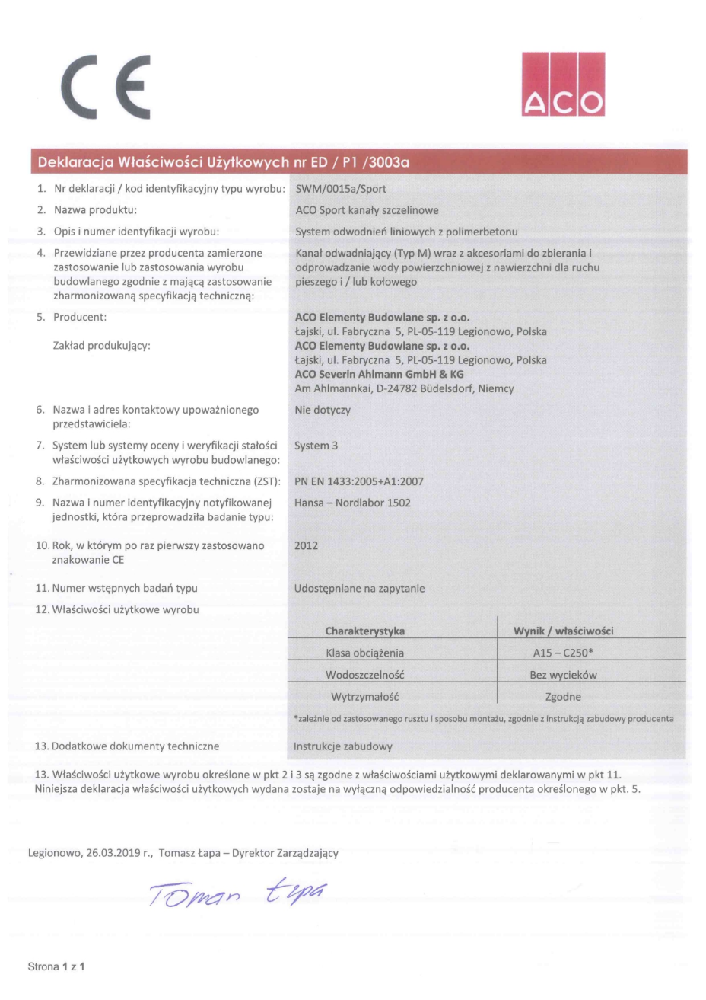 CE
ACO
Deklaracja Właściwości Użytkowych nr ED / P1 /3003a
1. Nr deklaracji / kod identyfikacyjny typu wyrobu: SWM/0015a/Sport
2. Nazwa produktu: ACO Sport kanały szczelinowe
3. Opis i numer identyfikacji wyrobu: System odwodnień liniowych z polimerbetonu
4. Przewidziane przez producenta zamierzone
zastosowanie lub zastosowania wyrobu
budowlanego zgodnie z mającą zastosowanie
zharmonizowaną specyfikacją techniczną:
Kanał odwadniający (Typ M) wraz z akcesoriami do zbierania i
odprowadzanie wody powierzchniowej z nawierzchni dla ruchu
pieszego i / lub kołowego
5. Producent: ACO Elementy Budowlane sp. z o.o.
Łajski, ul. Fabryczna 5, PL-05-119 Legionowo, Polska
Zakład produkujący: ACO Elementy Budowlane sp. z o.o.
Łajski, ul. Fabryczna 5, PL-05-119 Legionowo, Polska
ACO Severin Ahlmann GmbH & KG
Am Ahlmannkai, D-24782 Büdelsdorf, Niemcy
6. Nazwa i adres kontaktowy upoważnionego
przedstawiciela:
Nie dotyczy
7. System lub systemy oceny i weryfikacji stałości
właściwości użytkowych wyrobu budowlanego:
System 3
8. Zharmonizowana specyfikacja techniczna (ZST): PN EN 1433:2005+A1:2007
9. Nazwa i numer identyfikacyjny notyfikowanej
jednostki, która przeprowadziła badanie typu:
Hansa – Nordlabor 1502
10. Rok, w którym po raz pierwszy zastosowano
znakowanie CE
2012
11. Numer wstępnych badań typu Udostępniane na zapytanie
12. Właściwości użytkowe wyrobu
Charakterystyka Wynik / właściwości
Klasa obciążenia A15 – C250*
Wodoszczelność Bez wycieków
Wytrzymałość Zgodne
*zależnie od zastosowanego rusztu i sposobu montażu, zgodnie z instrukcją zabudowy producenta
13. Dodatkowe dokumenty techniczne Instrukcje zabudowy
13. Właściwości użytkowe wyrobu określone w pkt 2 i 3 są zgodne z właściwościami użytkowymi deklarowanymi w pkt 11.
Niniejsza deklaracja właściwości użytkowych wydana zostaje na wyłączną odpowiedzialność producenta określonego w pkt. 5.
Legionowo, 26.03.2019 r., Tomasz Łapa – Dyrektor Zarządzający
Tomasz Łapa
Strona 1 z 1